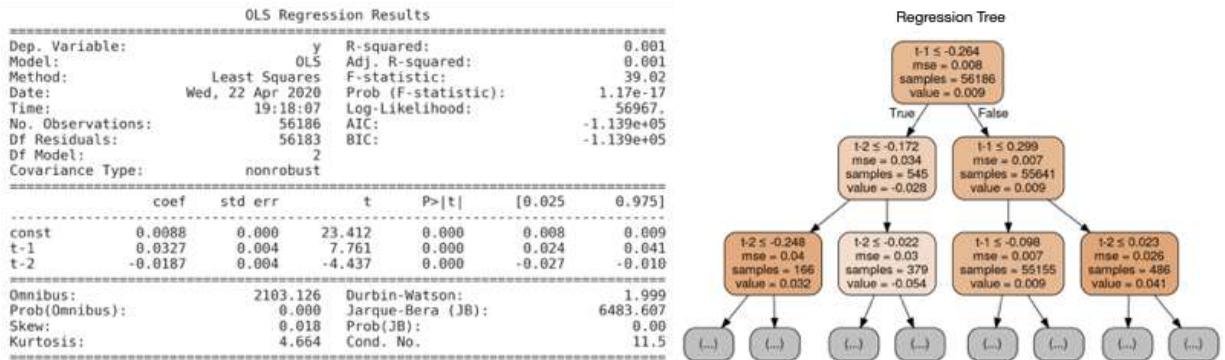 OLS Regression Results
Dep. Variable: y R-squared: 0.001
Model: OLS Adj. R-squared: 0.001
Method: Least Squares F-statistic: 39.02
Date: Wed, 22 Apr 2020 Prob (F-statistic): 1.17e-17
Time: 19:18:07 Log-Likelihood: 56967.
No. Observations: 56186 AIC: -1.139e+05
Df Residuals: 56183 BIC: -1.139e+05
Df Model: 2
Covariance Type: nonrobust
coef std err t P>|t| [0.025 0.975]
const 0.0088 0.000 23.412 0.000 0.008 0.009
t-1 0.0327 0.004 7.761 0.000 0.024 0.041
t-2 -0.0187 0.004 -4.437 0.000 -0.027 -0.010
Omnibus: 2103.126 Durbin-Watson: 1.999
Prob(Omnibus): 0.000 Jarque-Bera (JB): 6483.607
Skew: 0.018 Prob(JB): 0.00
Kurtosis: 4.664 Cond. No. 11.5
Regression Tree
t-1 ≤ -0.264
mse = 0.008
samples = 56186
value = 0.009
True
False
t-2 ≤ -0.172
mse = 0.034
samples = 545
value = -0.028
t-1 ≤ 0.299
mse = 0.007
samples = 55641
value = 0.009
t-2 ≤ -0.248
mse = 0.04
samples = 166
value = 0.032
t-2 ≤ -0.022
mse = 0.03
samples = 379
value = -0.054
t-1 ≤ -0.098
mse = 0.007
samples = 55155
value = 0.009
t-2 ≤ 0.023
mse = 0.026
samples = 486
value = 0.041
(...) (...) (...) (...) (...) (...) (...) (...)